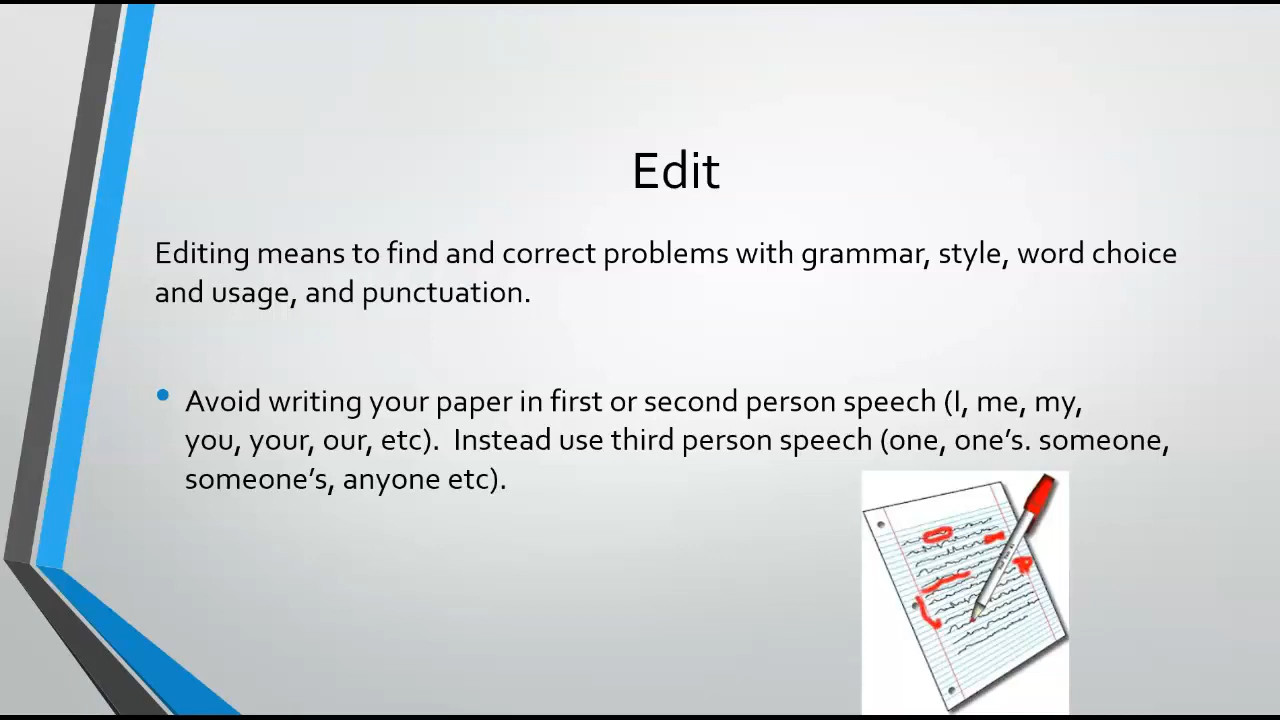 Edit
Editing means to find and correct problems with grammar, style, word choice
and usage, and punctuation.
Avoid writing your paper in first or second person speech (I, me, my,
you, your, our, etc).  Instead use third person speech (one, one’s. someone,
someone’s, anyone etc).